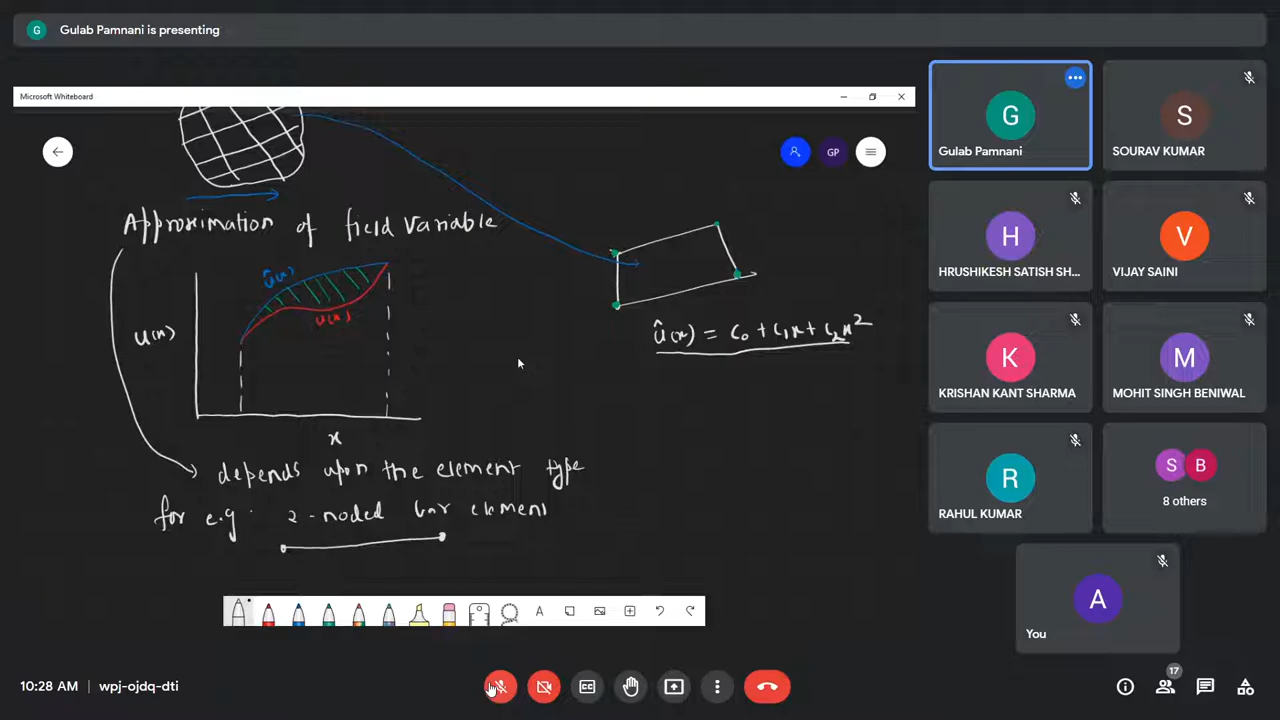 G Gulab Pamnani is presenting
Microsoft Whiteboard
GP
Approximation of field Variable
û(x)
u(x)
u(x)
x
û(x) = C₀ + C₁x + C₂x²
depends upon the element type
for e.g. 2-noded bar element
A
G
Gulab Pamnani
S
SOURAV KUMAR
H
HRUSHIKESH SATISH SH...
V
VIJAY SAINI
K
KRISHAN KANT SHARMA
M
MOHIT SINGH BENIWAL
R
RAHUL KUMAR
S B
8 others
A
You
10:28 AM | wpj-ojdq-dti
17